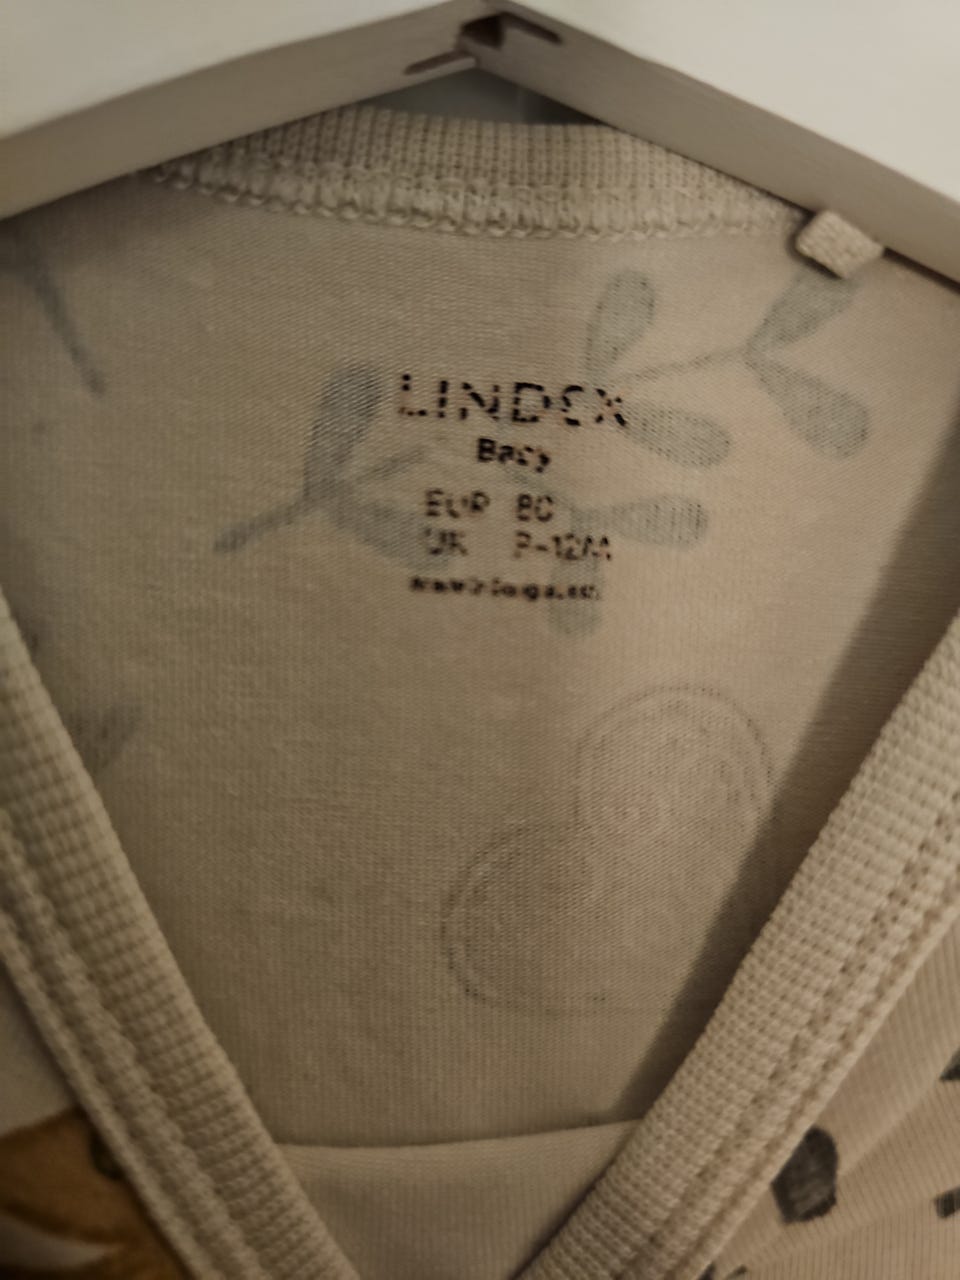 LINDEX
Baby
EUR 80
UK 9-12M